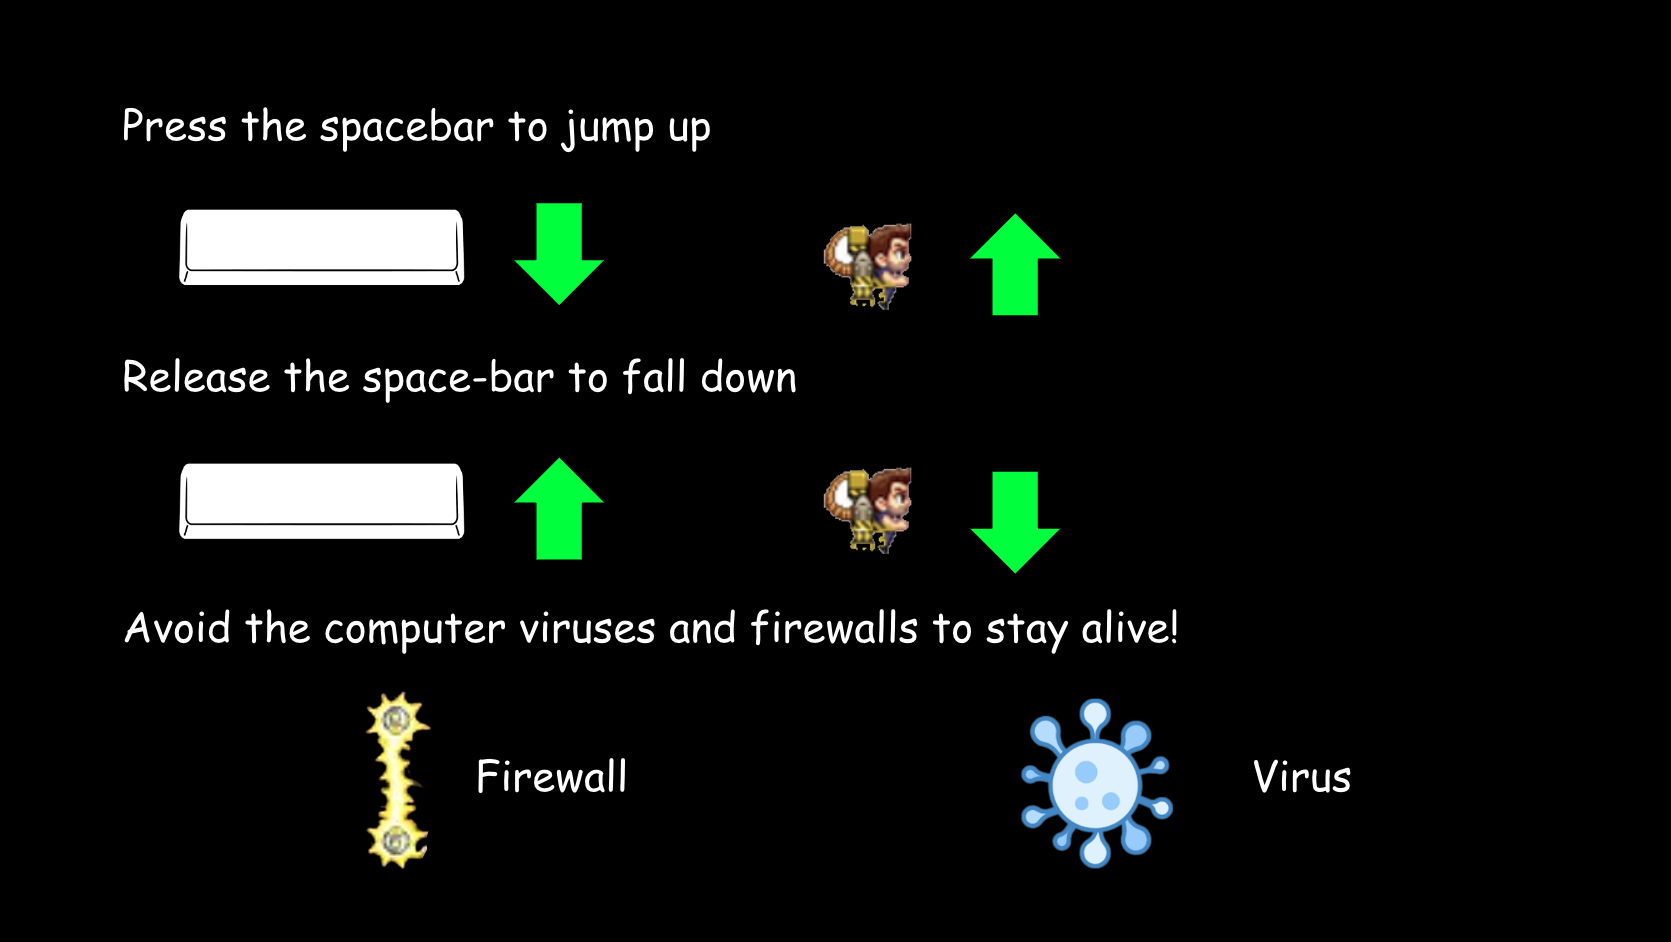 Press the spacebar to jump up
Release the space-bar to fall down
Avoid the computer viruses and firewalls to stay alive!
Firewall
Virus